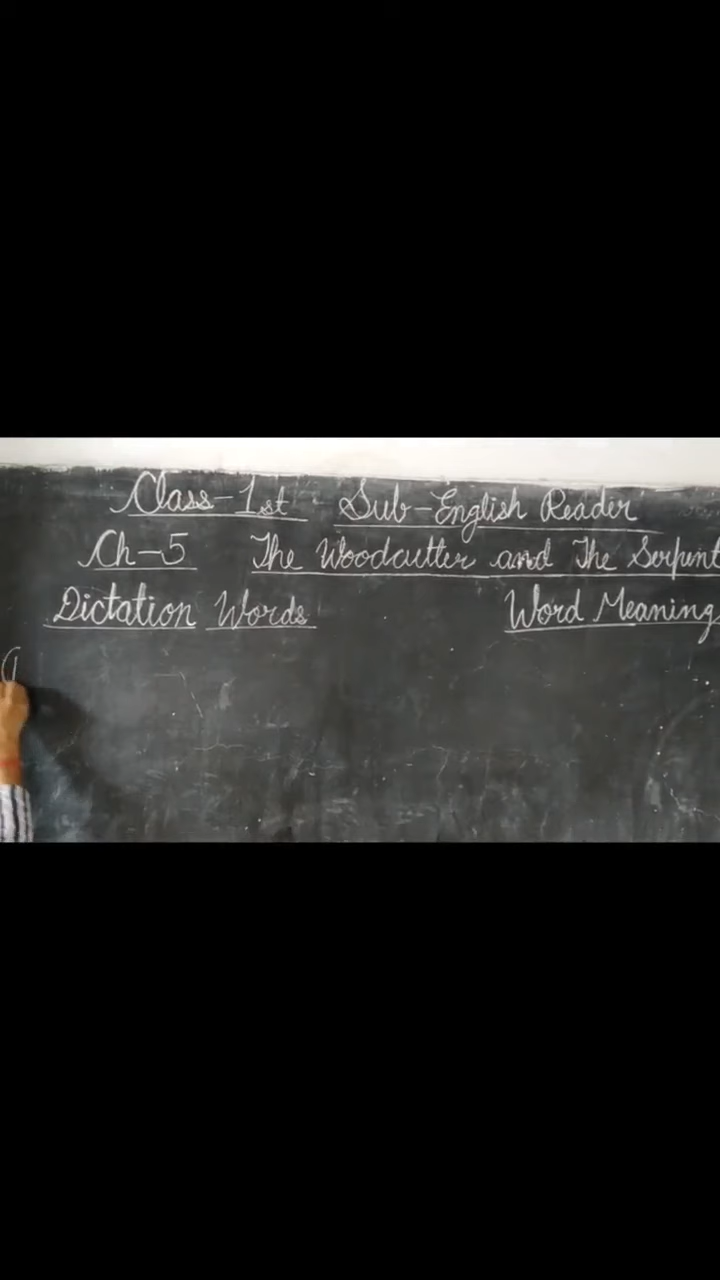 Class-1st Sub-English Reader
Ch-5 The Woodcutter and The Serpent
Dictation Words Word Meaning